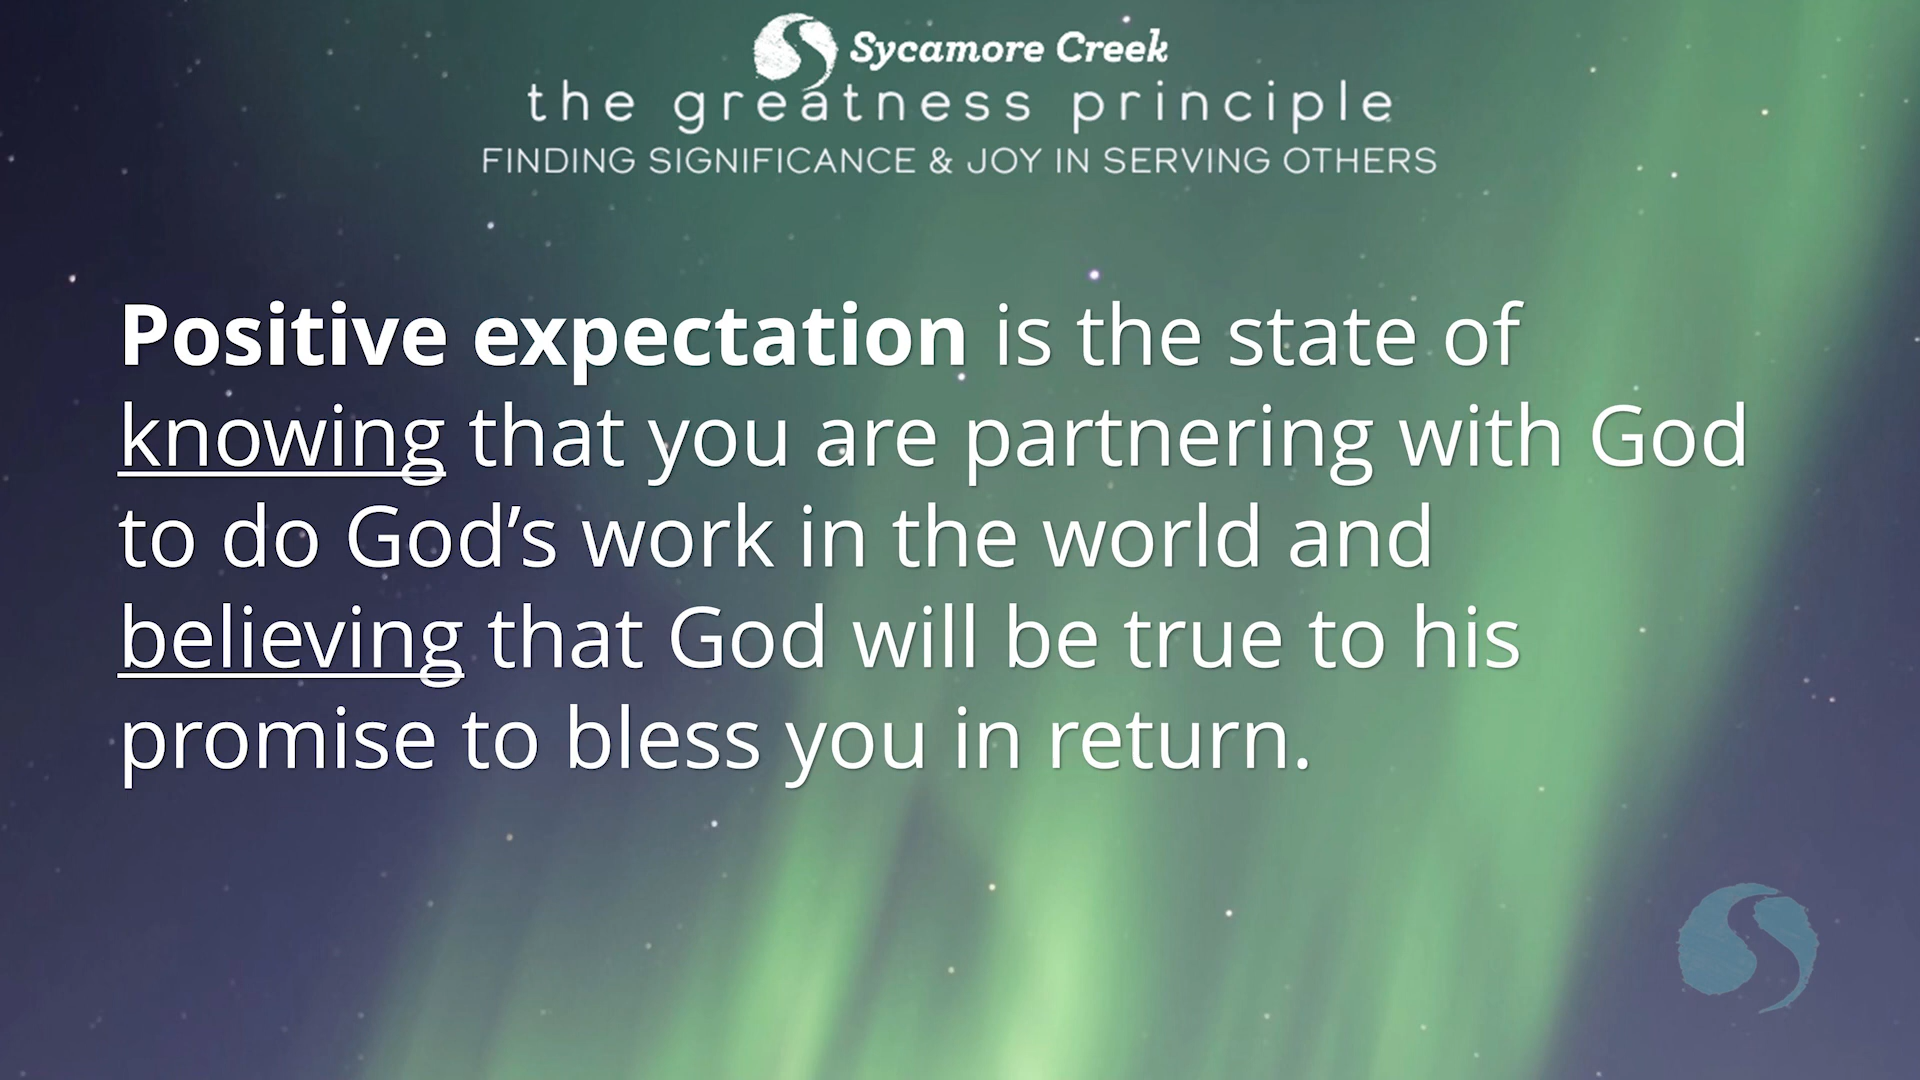 Sycamore Creek
the greatness principle
FINDING SIGNIFICANCE & JOY IN SERVING OTHERS
Positive expectation is the state of
knowing that you are partnering with God
to do God’s work in the world and
believing that God will be true to his
promise to bless you in return.